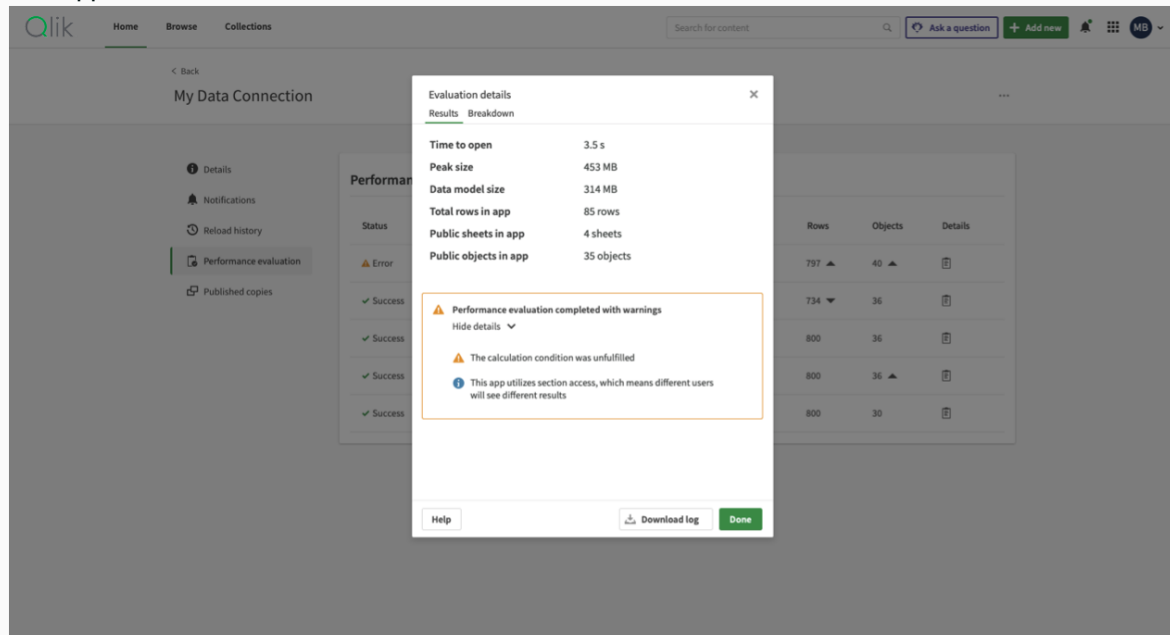 Qlik Home Browse Collections Search for content Ask a question Add new MB
Back
My Data Connection
Details
Notifications
Reload history
Performance evaluation
Published copies
Performan
Status Rows Objects Details
Error 797 40
Success 734 36
Success 800 36
Success 800 36
Success 800 30
Evaluation details
Results Breakdown
Time to open 3.5 s
Peak size 453 MB
Data model size 314 MB
Total rows in app 85 rows
Public sheets in app 4 sheets
Public objects in app 35 objects
Performance evaluation completed with warnings
Hide details
The calculation condition was unfulfilled
This app utilizes section access, which means different users
will see different results
Help Download log Done